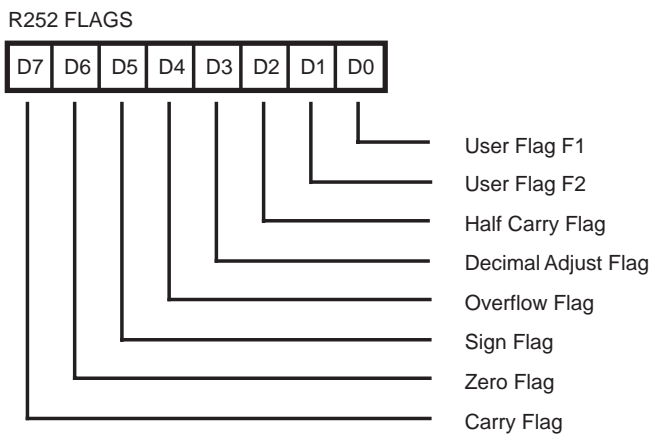 R252 FLAGS
D7 D6 D5 D4 D3 D2 D1 D0
User Flag F1
User Flag F2
Half Carry Flag
Decimal Adjust Flag
Overflow Flag
Sign Flag
Zero Flag
Carry Flag